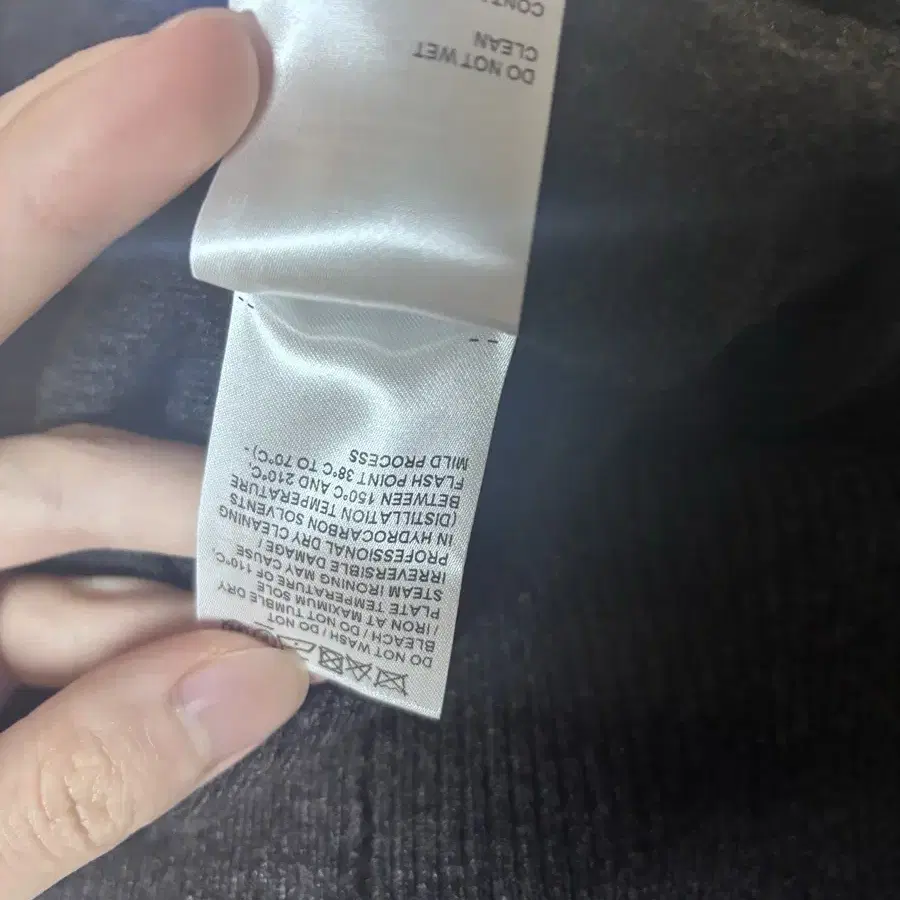 DO NOT WASH / DO NOT
BLEACH / DO NOT TUMBLE DRY
/ IRON AT MAXIMUM SOLE
PLATE TEMPERATURE OF 110°C,
STEAM IRONING MAY CAUSE
IRREVERSIBLE DAMAGE /
PROFESSIONAL DRY CLEANING
IN HYDROCARBON SOLVENTS
(DISTILLATION TEMPERATURE
BETWEEN 150°C AND 210°C,
FLASH POINT 38°C TO 70°C) -
MILD PROCESS
DO NOT WET
CLEAN